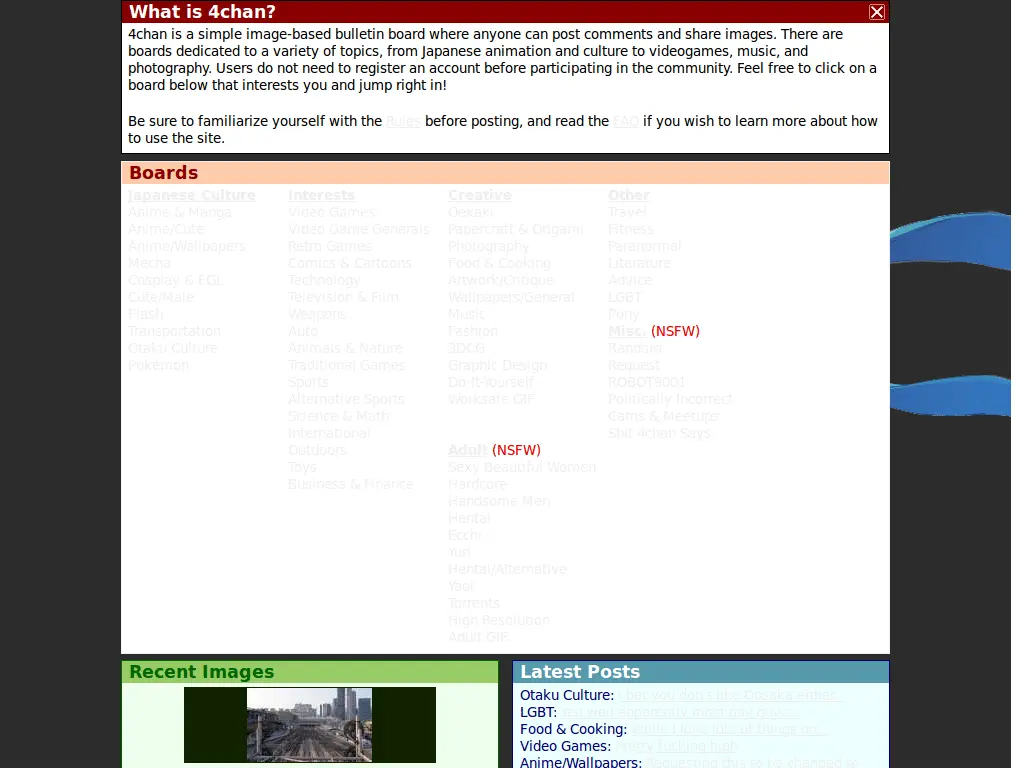 What is 4chan?
4chan is a simple image-based bulletin board where anyone can post comments and share images. There are
boards dedicated to a variety of topics, from Japanese animation and culture to videogames, music, and
photography. Users do not need to register an account before participating in the community. Feel free to click on a
board below that interests you and jump right in!
Be sure to familiarize yourself with the Rules before posting, and read the FAQ if you wish to learn more about how
to use the site.
Boards
Japanese Culture
Anime & Manga
Anime/Cute
Anime/Wallpapers
Mecha
Cosplay & EGL
Cute/Male
Flash
Transportation
Otaku Culture
Pokémon
Interests
Video Games
Video Game Generals
Retro Games
Comics & Cartoons
Technology
Television & Film
Weapons
Auto
Animals & Nature
Traditional Games
Sports
Alternative Sports
Science & Math
International
Outdoors
Toys
Business & Finance
Creative
Oekaki
Papercraft & Origami
Photography
Food & Cooking
Artwork/Critique
Wallpapers/General
Music
Fashion
3DCG
Graphic Design
Do-It-Yourself
Worksafe GIF
Adult (NSFW)
Sexy Beautiful Women
Hardcore
Handsome Men
Hentai
Ecchi
Yuri
Hentai/Alternative
Yaoi
Torrents
High Resolution
Adult GIF
Other
Travel
Fitness
Paranormal
Literature
Advice
LGBT
Pony
Misc. (NSFW)
Random
Request
ROBOT9001
Politically Incorrect
Cams & Meetups
Shit 4chan Says
Recent Images
Latest Posts
Otaku Culture: I bet you don't like Oosaka either...
LGBT: you apparently most gay
Food & Cooking: while I love lots of things on...
Video Games: Pretty fucking high
Anime/Wallpapers: Requesting this so be changed so